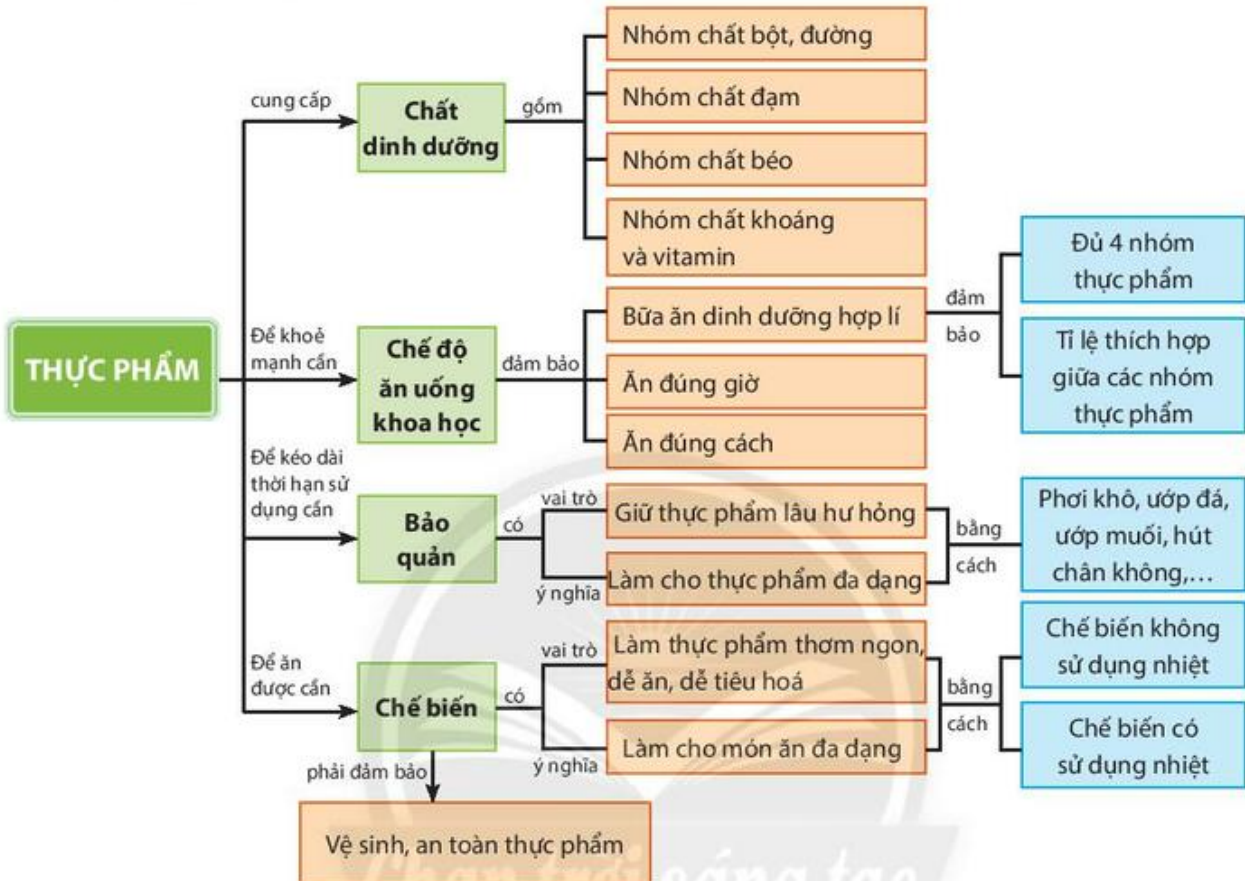 THỰC PHẨM
cung cấp
Chất
dinh dưỡng
gồm
Nhóm chất bột, đường
Nhóm chất đạm
Nhóm chất béo
Nhóm chất khoáng
và vitamin
Để khoẻ
mạnh cần
Chế độ
ăn uống
khoa học
đảm bảo
Bữa ăn dinh dưỡng hợp lí
Ăn đúng giờ
Ăn đúng cách
đảm
bảo
Đủ 4 nhóm
thực phẩm
Tỉ lệ thích hợp
giữa các nhóm
thực phẩm
Để kéo dài
thời hạn sử
dụng cần
Bảo
quản
có
vai trò
Giữ thực phẩm lâu hư hỏng
ý nghĩa
Làm cho thực phẩm đa dạng
bằng
cách
Phơi khô, ướp đá,
ướp muối, hút
chân không,...
Để ăn
được cần
Chế biến
có
vai trò
Làm thực phẩm thơm ngon,
dễ ăn, dễ tiêu hoá
ý nghĩa
Làm cho món ăn đa dạng
bằng
cách
Chế biến không
sử dụng nhiệt
Chế biến có
sử dụng nhiệt
phải đảm bảo
Vệ sinh, an toàn thực phẩm
Chân trời sáng tạo